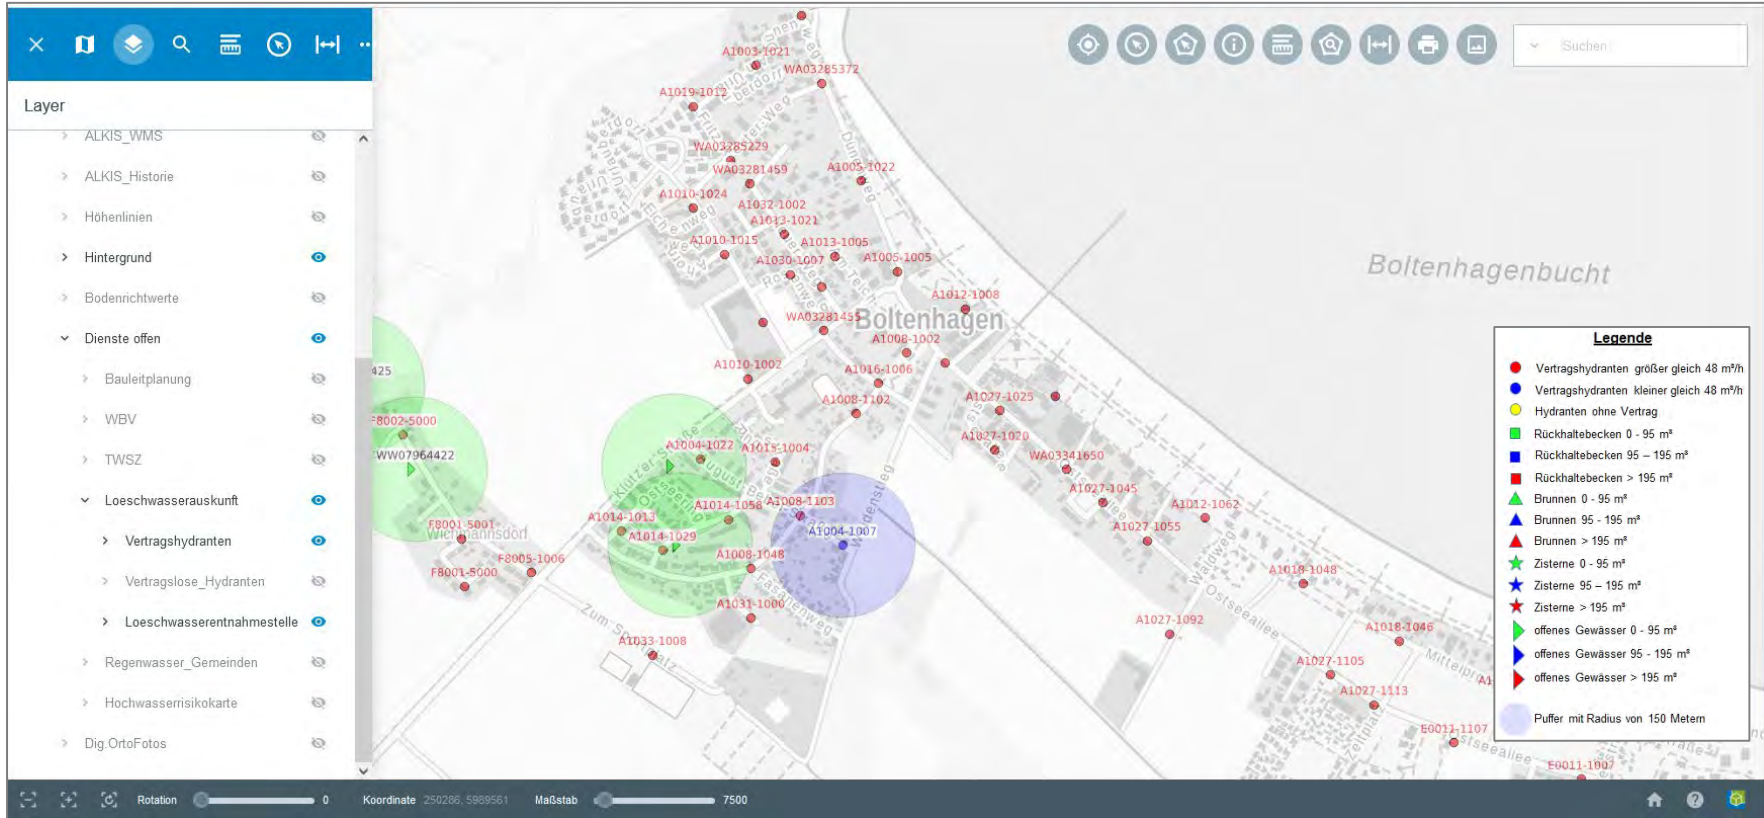 Suchen
Layer
ALKIS_WMS
ALKIS_Historie
Höhenlinien
Hintergrund
Bodenrichtwerte
Dienste offen
Bauleitplanung
WBV
TWSZ
Loeschwasserauskunft
Vertragshydranten
Vertragslose_Hydranten
Loeschwasserentnahmestelle
Regenwasser_Gemeinden
Hochwasserrisikokarte
Dig.OrtoFotos
A1003-1021
WA03285372
A1019-1012
WA03285229
WA03281459
A1005-1022
A1010-1024
A1032-1002
A1013-1021
A1010-1015
A1013-1005
A1030-1007
A1005-1005
Boltenhagenbucht
A1012-1008
WA03281455
Boltenhagen
A1008-1002
A1010-1002
A1016-1006
425
A1027-1025
A1008-1102
F8002-5000
A1004-1022
A1015-1004
A1027-1020
WW07964422
WA03341650
A1027-1045
A1014-1058
A1008-1103
A1012-1062
A1014-1013
A1004-1007
F8001-5001
Wichmannsdorf
A1014-1029
A1027-1055
A1008-1048
F8005-1006
F8001-5000
A1018-1048
A1031-1000
Fasanenweg
Waldweg
Ostseeallee
A1027-1092
A1018-1046
A1033-1008
Zum Sportplatz
A1027-1105
A1027-1113
E0011-1107
E0011-1007
Legende
Vertragshydranten größer gleich 48 m³/h
Vertragshydranten kleiner gleich 48 m³/h
Hydranten ohne Vertrag
Rückhaltebecken 0 - 95 m³
Rückhaltebecken 95 – 195 m³
Rückhaltebecken > 195 m³
Brunnen 0 - 95 m³
Brunnen 95 - 195 m³
Brunnen > 195 m³
Zisterne 0 - 95 m³
Zisterne 95 – 195 m³
Zisterne > 195 m³
offenes Gewässer 0 - 95 m³
offenes Gewässer 95 - 195 m³
offenes Gewässer > 195 m³
Puffer mit Radius von 150 Metern
Rotation 0 Koordinate 250286, 5989561 Maßstab 7500